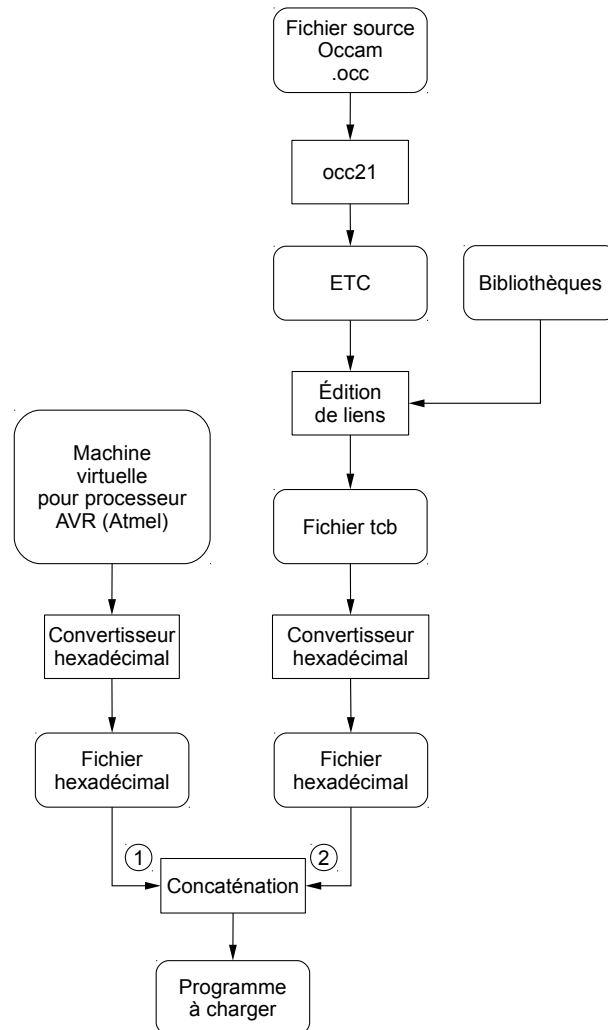 Fichier source
Occam
.occ
occ21
ETC
Bibliothèques
Édition
de liens
Machine
virtuelle
pour processeur
AVR (Atmel)
Fichier tcb
Convertisseur
hexadécimal
Convertisseur
hexadécimal
Fichier
hexadécimal
Fichier
hexadécimal
1
2
Concaténation
Programme
à charger